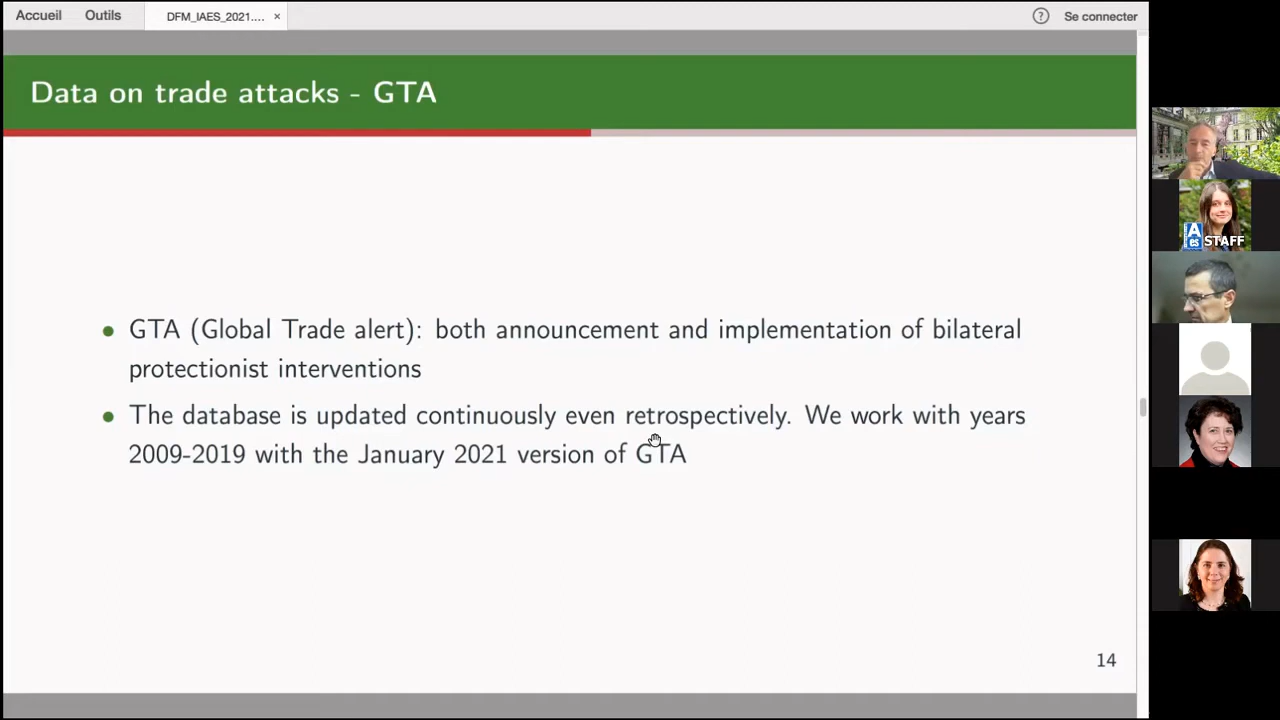 Accueil Outils DFM_IAES_2021.... × ? Se connecter
Data on trade attacks - GTA
• GTA (Global Trade alert): both announcement and implementation of bilateral
protectionist interventions
• The database is updated continuously even retrospectively. We work with years
2009-2019 with the January 2021 version of GTA
14
A
es STAFF